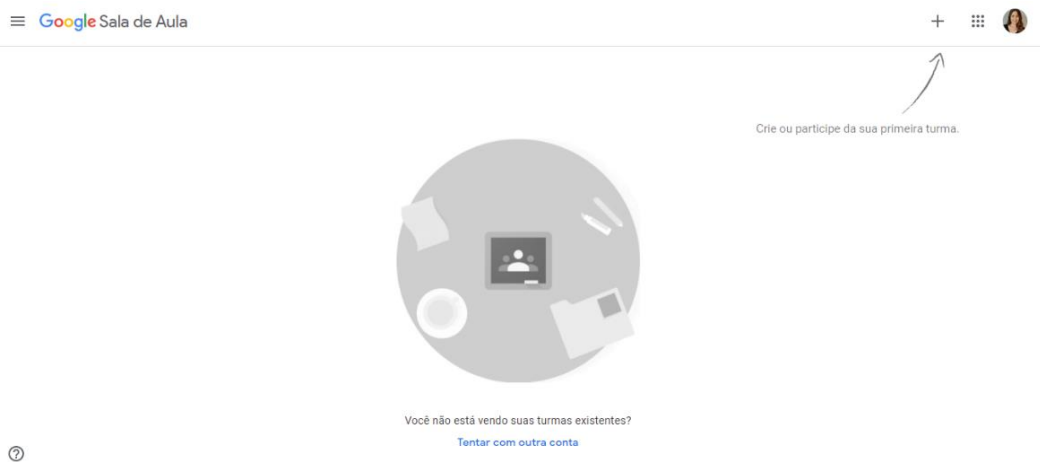 Google Sala de Aula
Crie ou participe da sua primeira turma.
Você não está vendo suas turmas existentes?
Tentar com outra conta